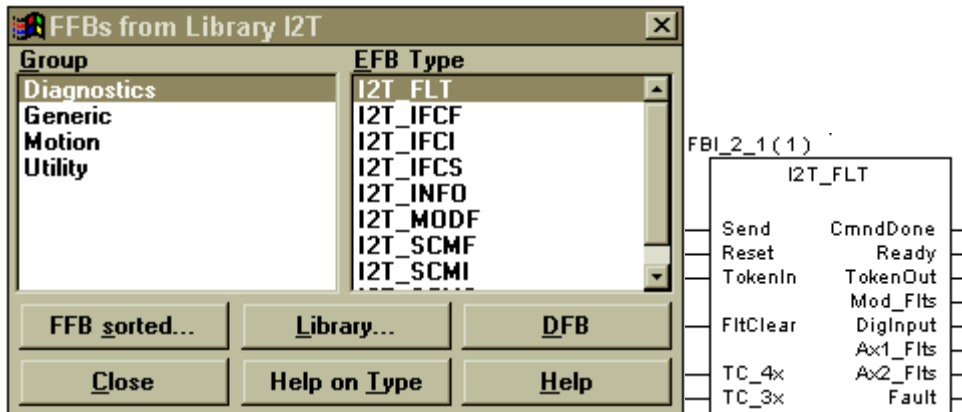 FFBs from Library I2T
Group
EFB Type
Diagnostics
Generic
Motion
Utility
I2T_FLT
I2T_IFCF
I2T_IFCI
I2T_IFCS
I2T_INFO
I2T_MODF
I2T_SCMF
I2T_SCMI
FFB sorted...
Library...
DFB
Close
Help on Type
Help
FBI_2_1(1)
I2T_FLT
Send CmndDone
Reset Ready
TokenIn TokenOut
Mod_Flts
FltClear DigInput
Ax1_Flts
TC_4x Ax2_Flts
TC_3x Fault